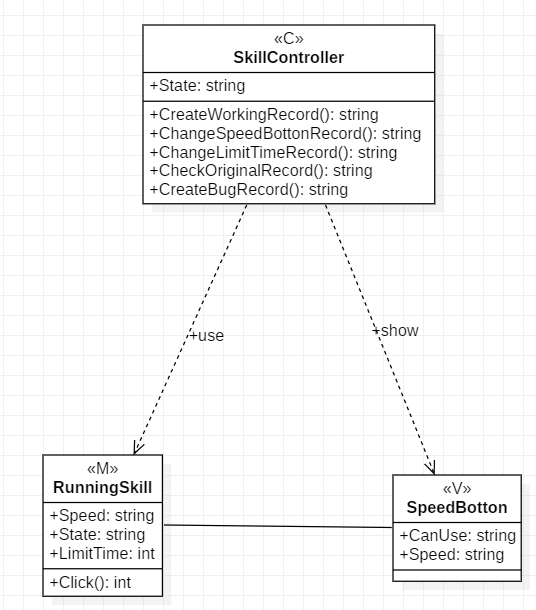 «C»
SkillController
+State: string
+CreateWorkingRecord(): string
+ChangeSpeedBottonRecord(): string
+ChangeLimitTimeRecord(): string
+CheckOriginalRecord(): string
+CreateBugRecord(): string
+use
+show
«M»
RunningSkill
+Speed: string
+State: string
+LimitTime: int
+Click(): int
«V»
SpeedBotton
+CanUse: string
+Speed: string